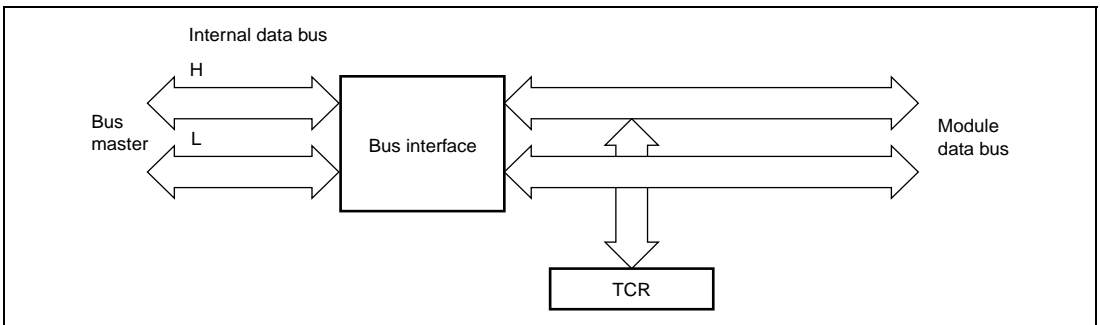 Internal data bus
H
Bus
master
L
Bus interface
Module
data bus
TCR